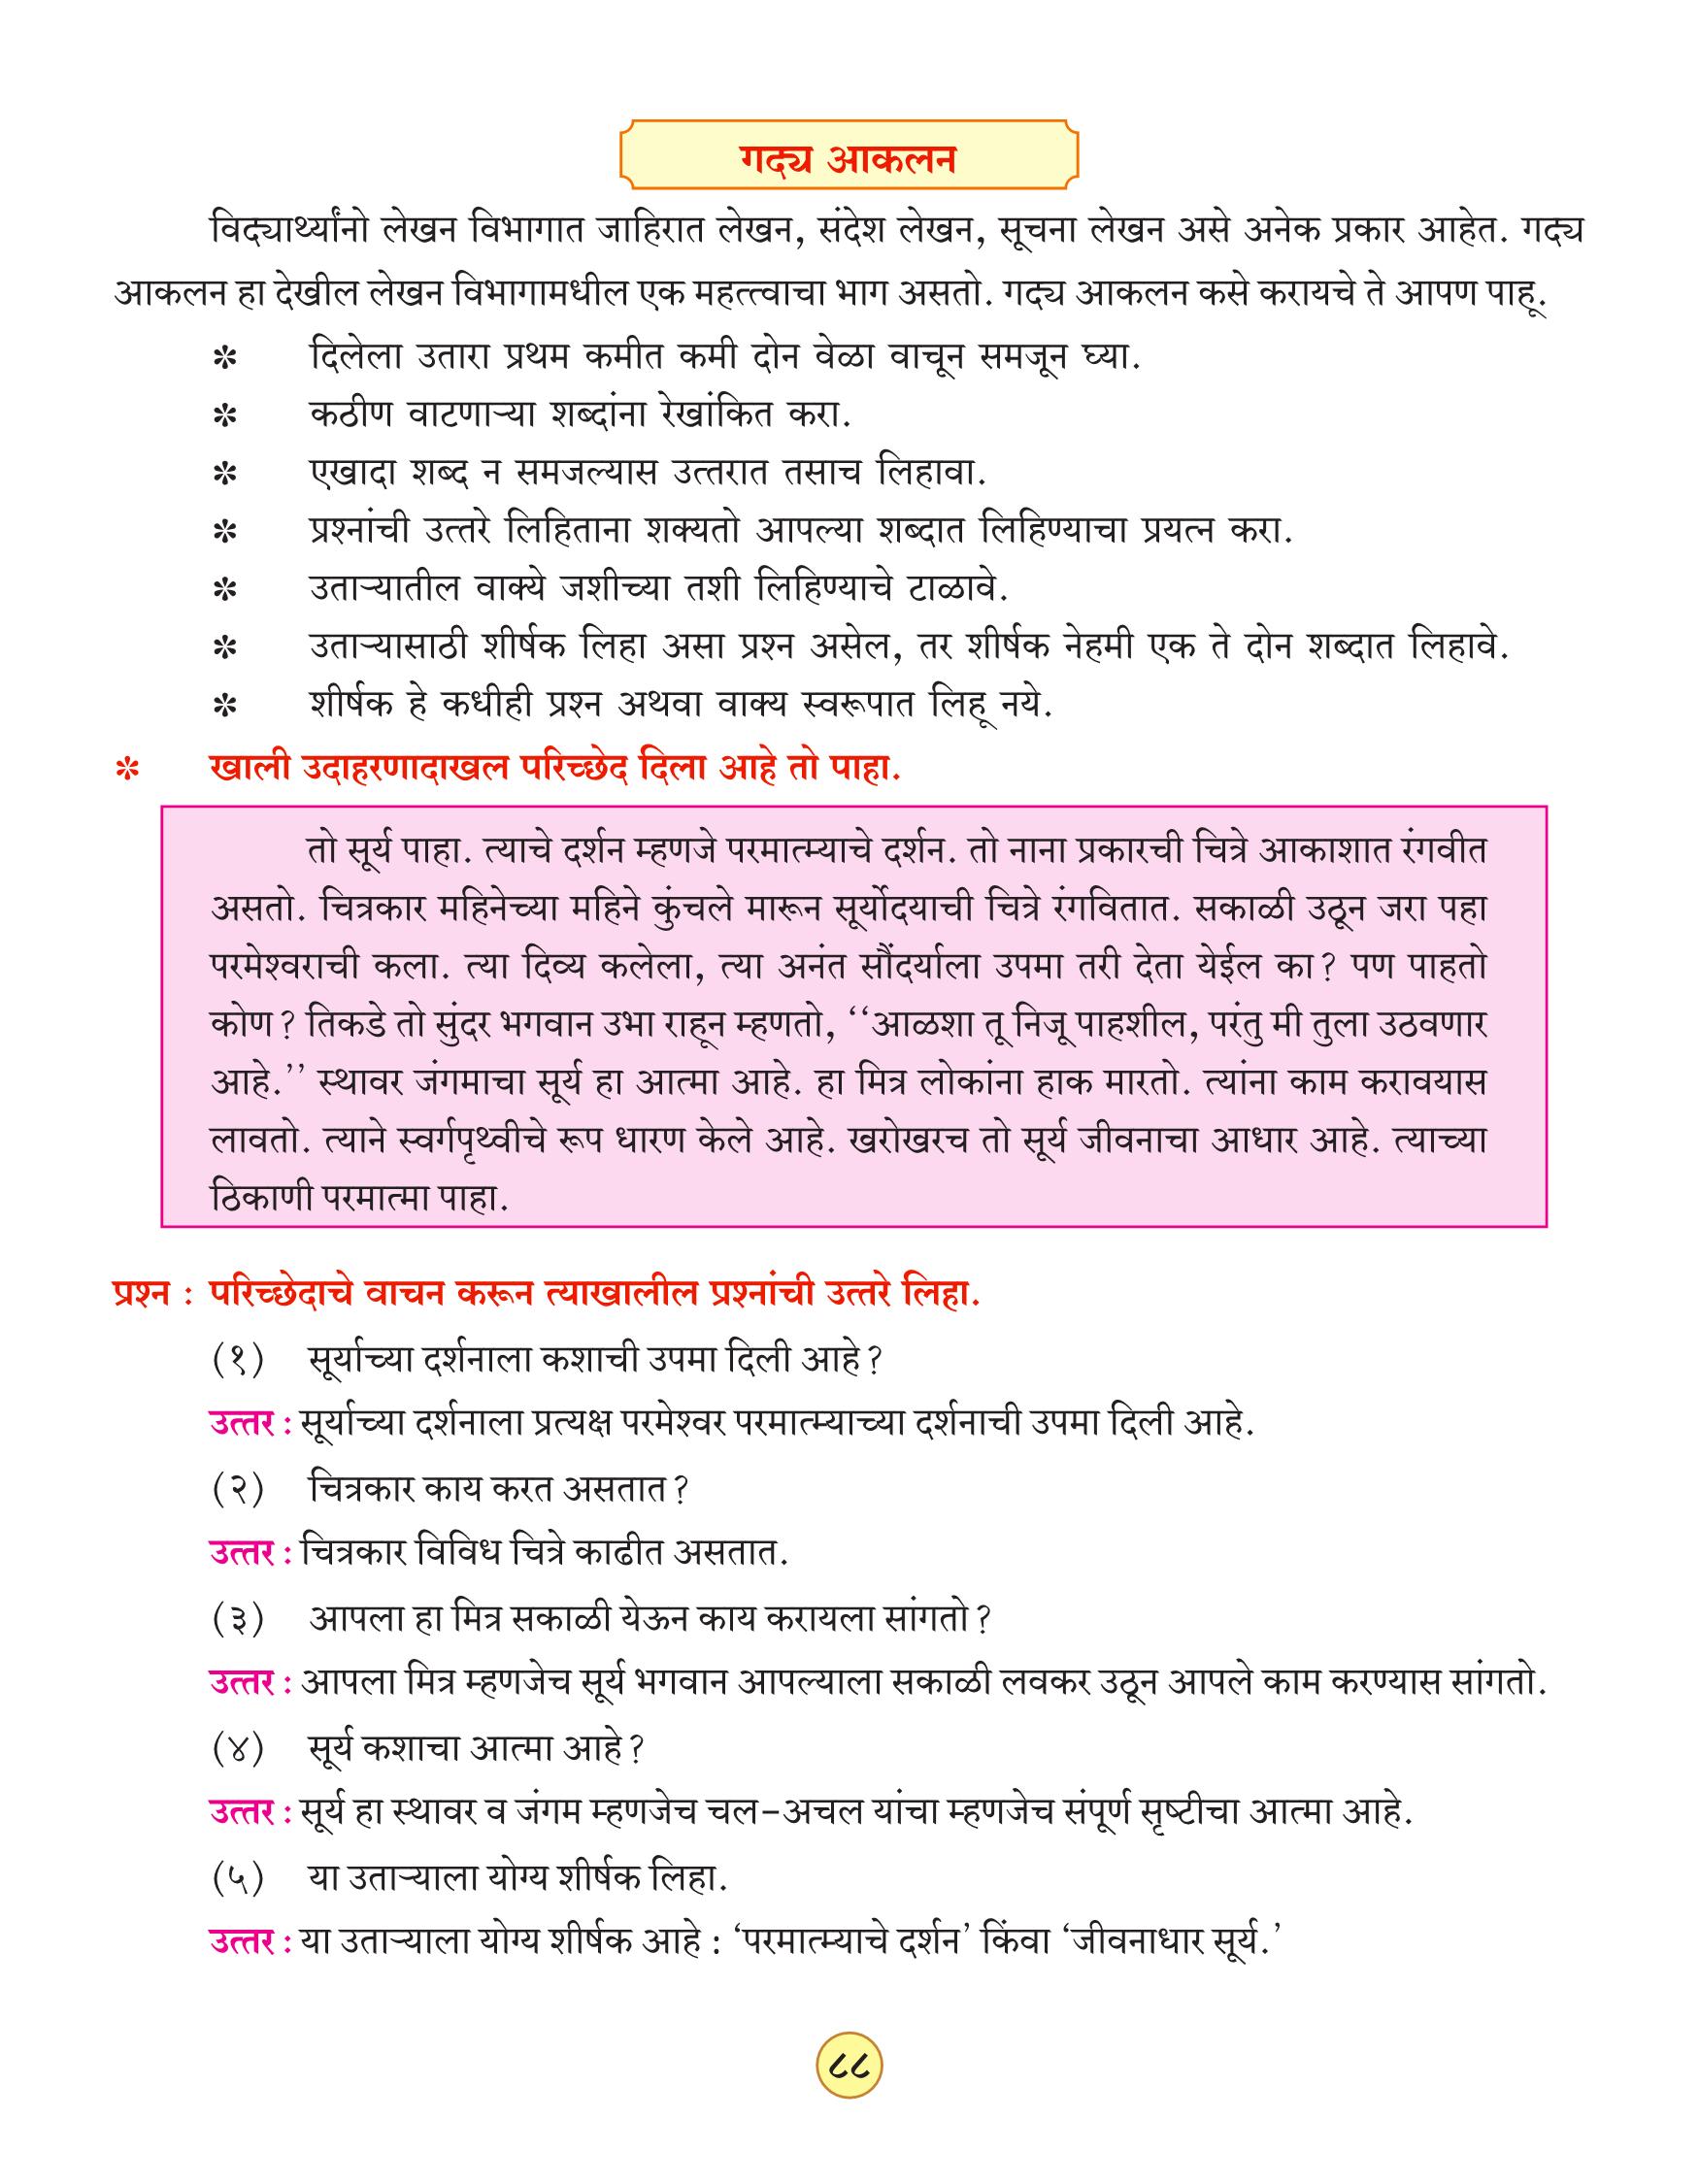 गद्य आकलन
विद्यार्थ्यांनो लेखन विभागात जाहिरात लेखन, संदेश लेखन, सूचना लेखन असे अनेक प्रकार आहेत. गद्य
आकलन हा देखील लेखन विभागामधील एक महत्त्वाचा भाग असतो. गद्य आकलन कसे करायचे ते आपण पाहू.
✽ दिलेला उतारा प्रथम कमीत कमी दोन वेळा वाचून समजून घ्या.
✽ कठीण वाटणाऱ्या शब्दांना रेखांकित करा.
✽ एखादा शब्द न समजल्यास उत्तरात तसाच लिहावा.
✽ प्रश्नांची उत्तरे लिहिताना शक्यतो आपल्या शब्दात लिहिण्याचा प्रयत्न करा.
✽ उताऱ्यातील वाक्ये जशीच्या तशी लिहिण्याचे टाळावे.
✽ उताऱ्यासाठी शीर्षक लिहा असा प्रश्न असेल, तर शीर्षक नेहमी एक ते दोन शब्दात लिहावे.
✽ शीर्षक हे कधीही प्रश्न अथवा वाक्य स्वरूपात लिहू नये.
✽ खाली उदाहरणादाखल परिच्छेद दिला आहे तो पाहा.
तो सूर्य पाहा. त्याचे दर्शन म्हणजे परमात्म्याचे दर्शन. तो नाना प्रकारची चित्रे आकाशात रंगवीत
असतो. चित्रकार महिनेच्या महिने कुंचले मारून सूर्योदयाची चित्रे रंगवितात. सकाळी उठून जरा पहा
परमेश्वराची कला. त्या दिव्य कलेला, त्या अनंत सौंदर्याला उपमा तरी देता येईल का? पण पाहतो
कोण? तिकडे तो सुंदर भगवान उभा राहून म्हणतो, ‘‘आळशा तू निजू पाहशील, परंतु मी तुला उठवणार
आहे.’’ स्थावर जंगमाचा सूर्य हा आत्मा आहे. हा मित्र लोकांना हाक मारतो. त्यांना काम करावयास
लावतो. त्याने स्वर्गपृथ्वीचे रूप धारण केले आहे. खरोखरच तो सूर्य जीवनाचा आधार आहे. त्याच्या
ठिकाणी परमात्मा पाहा.
प्रश्न : परिच्छेदाचे वाचन करून त्याखालील प्रश्नांची उत्तरे लिहा.
(१) सूर्याच्या दर्शनाला कशाची उपमा दिली आहे?
उत्तर : सूर्याच्या दर्शनाला प्रत्यक्ष परमेश्वर परमात्म्याच्या दर्शनाची उपमा दिली आहे.
(२) चित्रकार काय करत असतात?
उत्तर : चित्रकार विविध चित्रे काढीत असतात.
(३) आपला हा मित्र सकाळी येऊन काय करायला सांगतो?
उत्तर : आपला मित्र म्हणजेच सूर्य भगवान आपल्याला सकाळी लवकर उठून आपले काम करण्यास सांगतो.
(४) सूर्य कशाचा आत्मा आहे?
उत्तर : सूर्य हा स्थावर व जंगम म्हणजेच चल-अचल यांचा म्हणजेच संपूर्ण सृष्टीचा आत्मा आहे.
(५) या उताऱ्याला योग्य शीर्षक लिहा.
उत्तर : या उताऱ्याला योग्य शीर्षक आहे : ‘परमात्म्याचे दर्शन’ किंवा ‘जीवनाधार सूर्य.’
८८